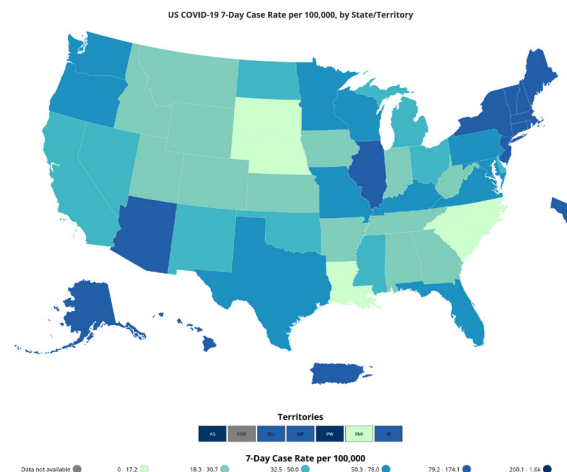 US COVID-19 7-Day Case Rate per 100,000, by State/Territory
Territories
AS FSM GU MP PW RMI VI
7-Day Case Rate per 100,000
Data not available 0 - 17.2 18.3 - 30.7 32.5 - 50.0 50.3 - 78.0 79.2 - 174.1 260.1 - 1.6k